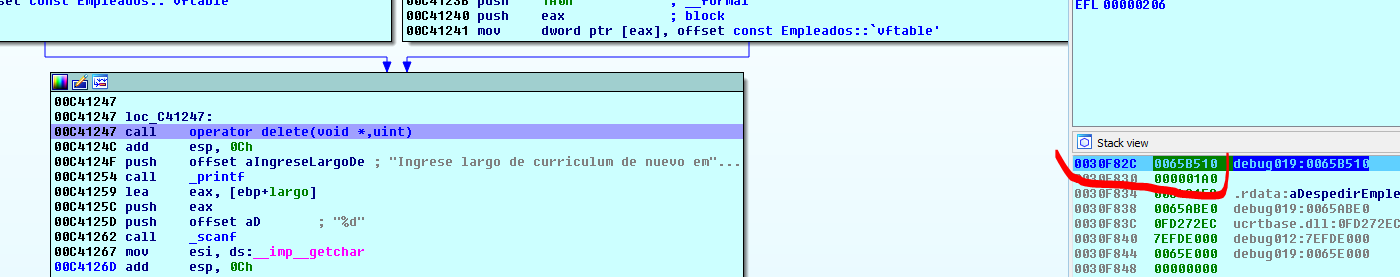 set const Empleados::`vftable'
00C4123B push 1A0h ; __formal
00C41240 push eax ; block
00C41241 mov dword ptr [eax], offset const Empleados::`vftable'
EFL 00000206
00C41247
00C41247 loc_C41247:
00C41247 call operator delete(void *,uint)
00C4124C add esp, 0Ch
00C4124F push offset aIngreseLargoDe ; "Ingrese largo de curriculum de nuevo em"...
00C41254 call _printf
00C41259 lea eax, [ebp+largo]
00C4125C push eax
00C4125D push offset aD ; "%d"
00C41262 call _scanf
00C41267 mov esi, ds:__imp__getchar
00C4126D add esp, 0Ch
Stack view
0030F82C 0065B510 debug019:0065B510
0030F830 000001A0
0030F834 .rdata:aDespedirEmple
0030F838 0065ABE0 debug019:0065ABE0
0030F83C 0FD272EC ucrtbase.dll:0FD272EC
0030F840 7EFDE000 debug012:7EFDE000
0030F844 0065E000 debug019:0065E000
0030F848 00000000